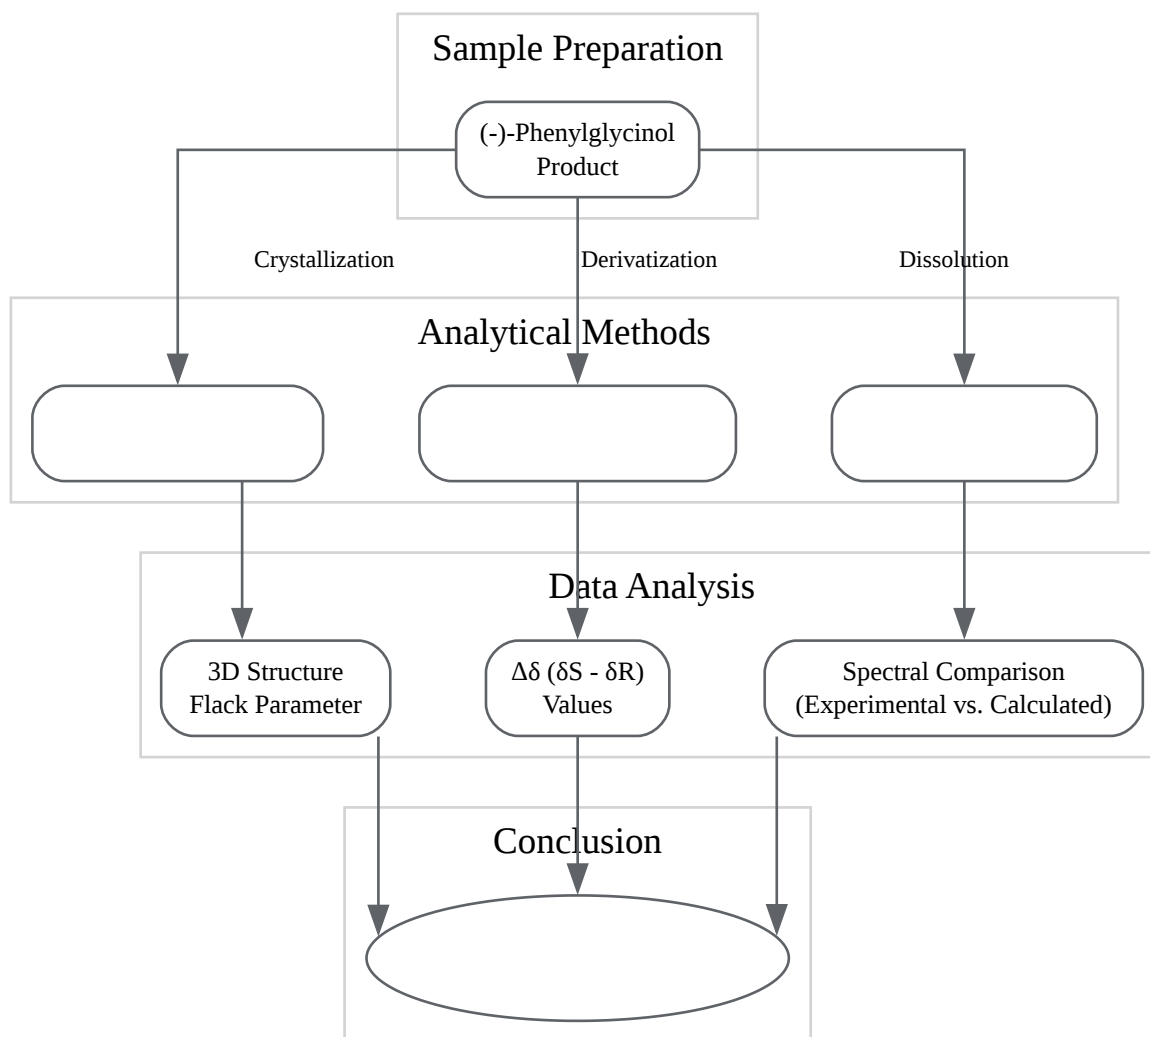 Sample Preparation
(-)-Phenylglycinol
Product
Crystallization
Derivatization
Dissolution
Analytical Methods
Data Analysis
3D Structure
Flack Parameter
Δδ (δS - δR)
Values
Spectral Comparison
(Experimental vs. Calculated)
Conclusion